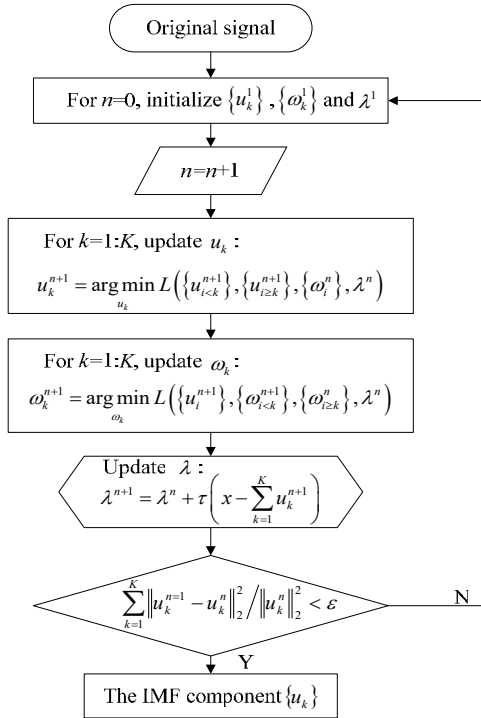 Original signal
For n=0, initialize {u_k^1} , {ω_k^1} and λ^1
n=n+1
For k=1:K, update u_k :
u_k^{n+1} = arg min_{u_k} L({u_{i<k}^{n+1}}, {u_{i≥k}^{n+1}}, {ω_i^n}, λ^n)
For k=1:K, update ω_k :
ω_k^{n+1} = arg min_{ω_k} L({u_i^{n+1}}, {ω_{i<k}^{n+1}}, {ω_{i≥k}^n}, λ^n)
Update λ :
λ^{n+1} = λ^n + τ(x − ∑_{k=1}^K u_k^{n+1})
∑_{k=1}^K ‖u_k^{n=1} − u_k^n‖_2^2 / ‖u_k^n‖_2^2 < ε
N
Y
The IMF component {u_k}